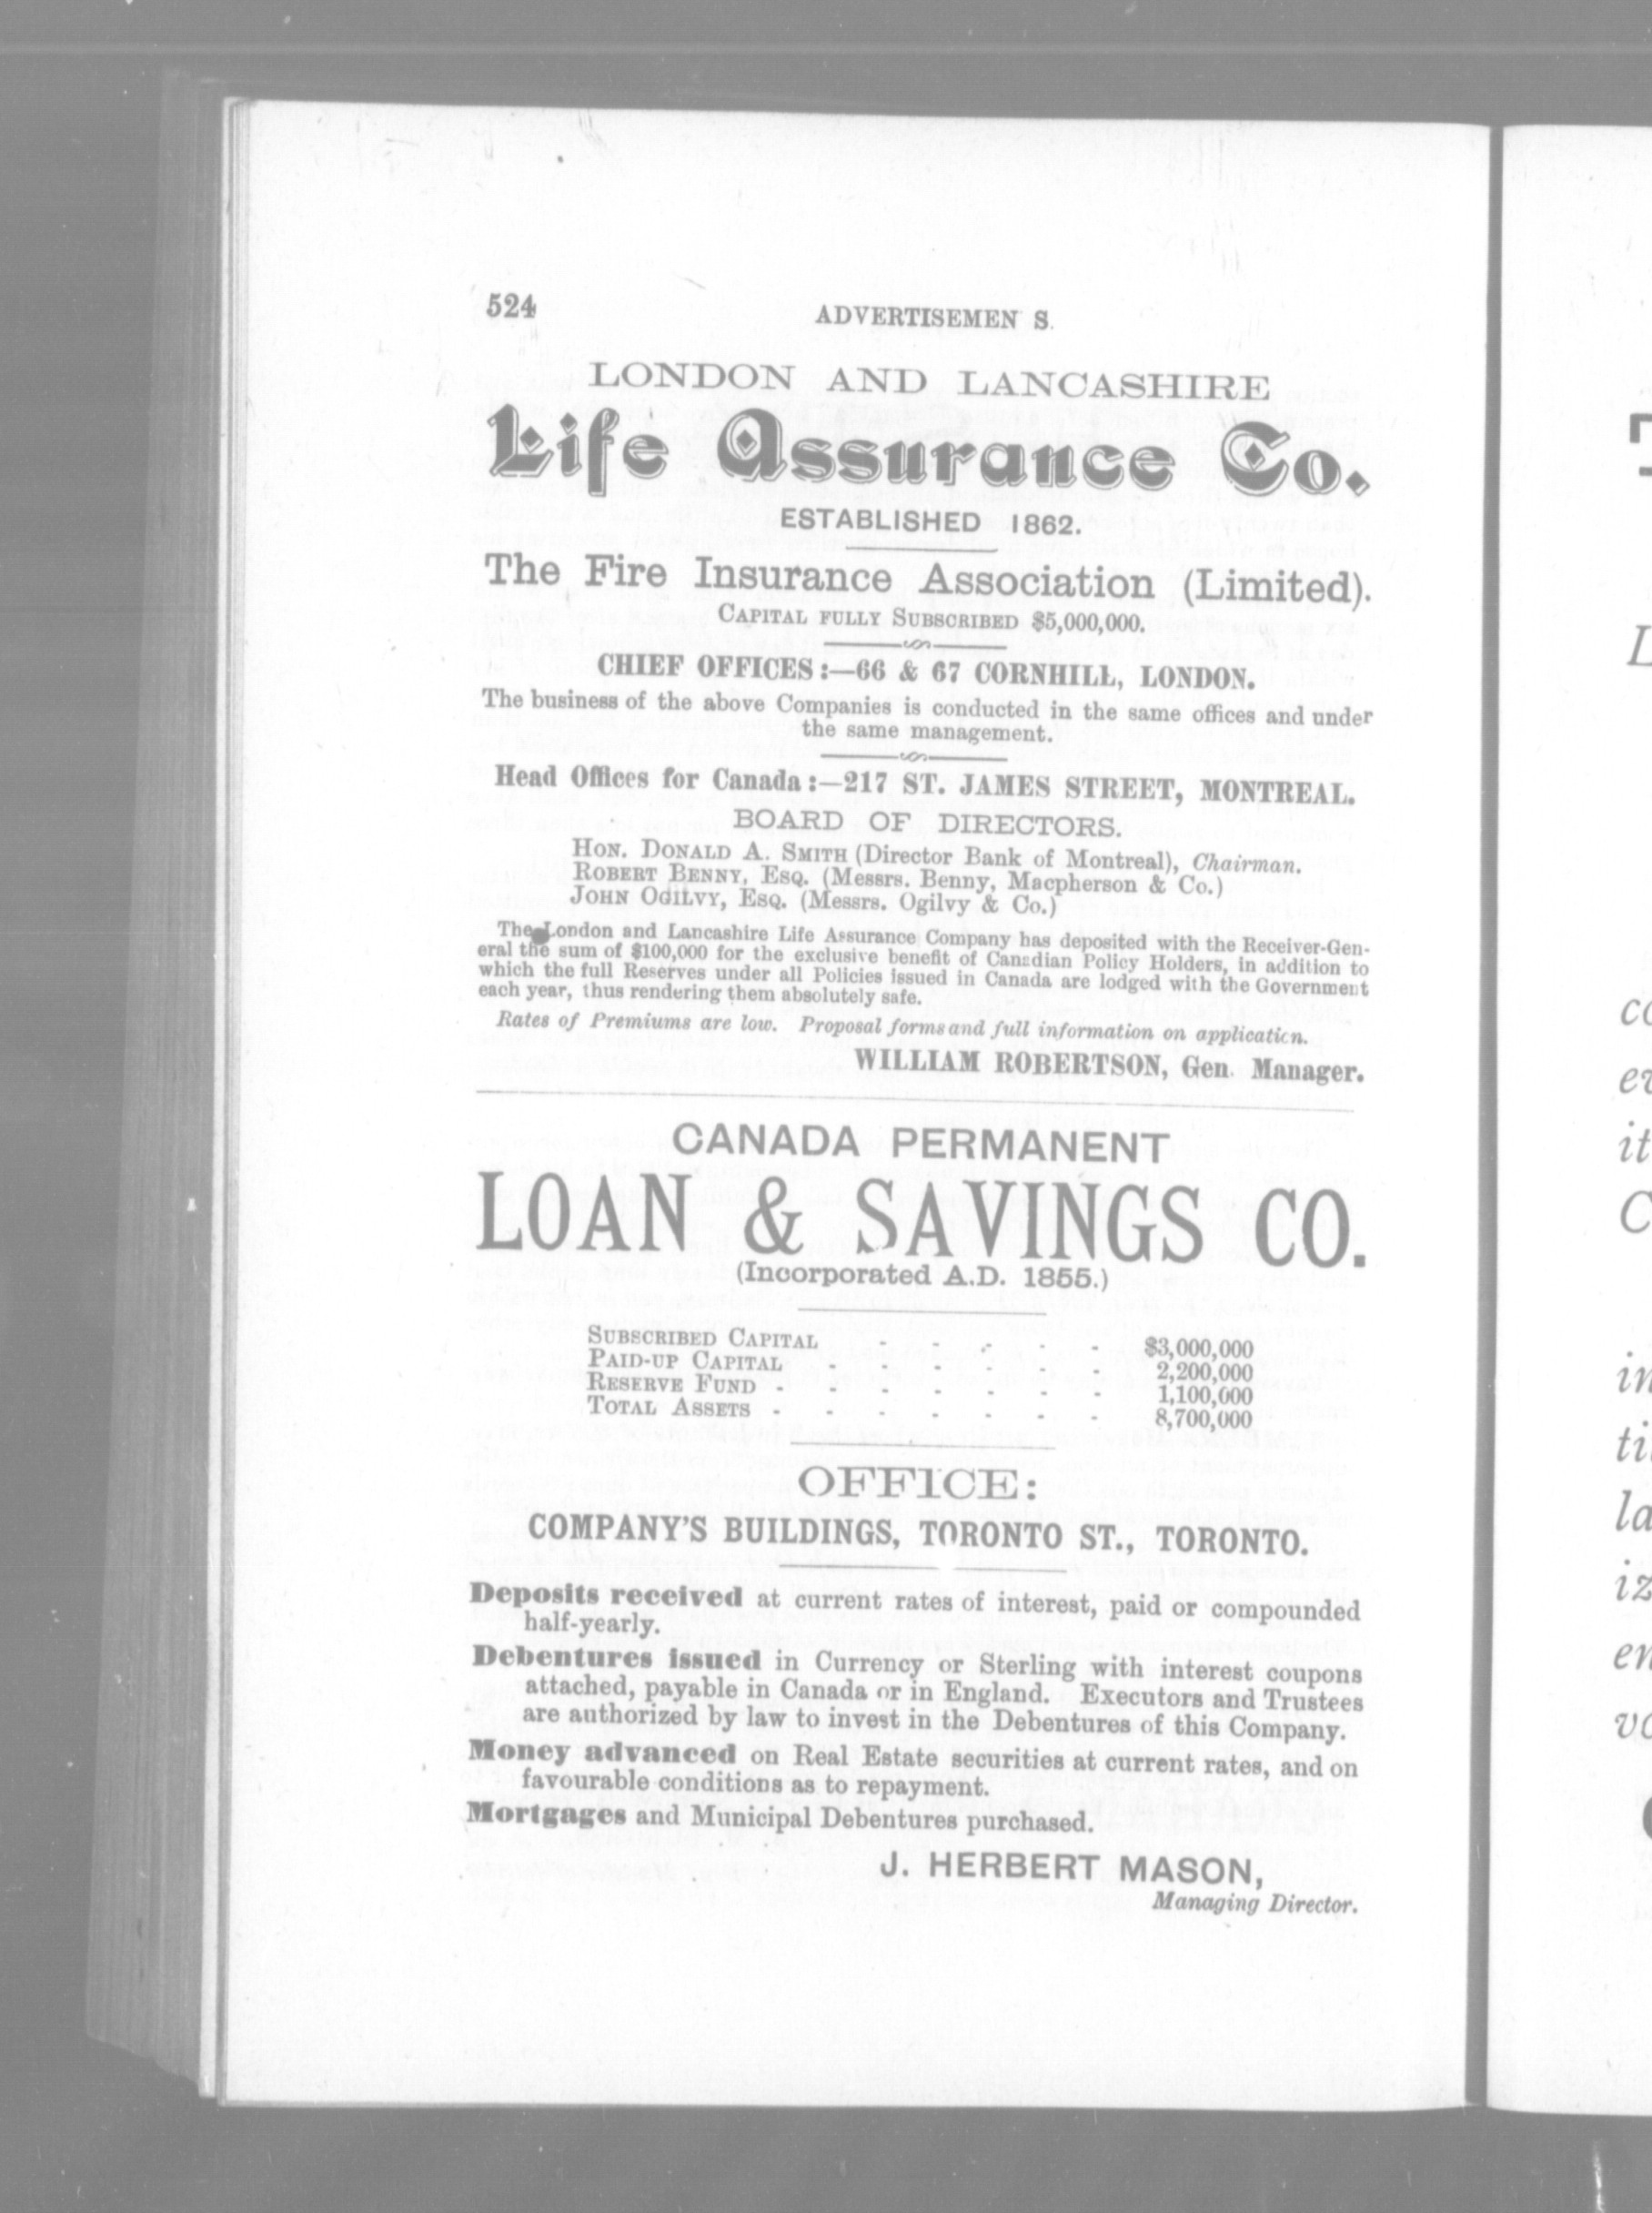 524
ADVERTISEMEN S.
LONDON AND LANCASHIRE
Life Assurance Co.
ESTABLISHED 1862.
The Fire Insurance Association (Limited).
CAPITAL FULLY SUBSCRIBED $5,000,000.
CHIEF OFFICES:—66 & 67 CORNHILL, LONDON.
The business of the above Companies is conducted in the same offices and under
the same management.
Head Offices for Canada:—217 ST. JAMES STREET, MONTREAL.
BOARD OF DIRECTORS.
HON. DONALD A. SMITH (Director Bank of Montreal), Chairman.
ROBERT BENNY, ESQ. (Messrs. Benny, Macpherson & Co.)
JOHN OGILVY, ESQ. (Messrs. Ogilvy & Co.)
The London and Lancashire Life Assurance Company has deposited with the Receiver-Gen-
eral the sum of $100,000 for the exclusive benefit of Canadian Policy Holders, in addition to
which the full Reserves under all Policies issued in Canada are lodged with the Government
each year, thus rendering them absolutely safe.
Rates of Premiums are low. Proposal forms and full information on application.
WILLIAM ROBERTSON, Gen. Manager.
CANADA PERMANENT
LOAN & SAVINGS CO.
(Incorporated A.D. 1855.)
SUBSCRIBED CAPITAL - - - - - $3,000,000
PAID-UP CAPITAL - - - - - - 2,200,000
RESERVE FUND - - - - - - - 1,100,000
TOTAL ASSETS - - - - - - - 8,700,000
OFFICE:
COMPANY'S BUILDINGS, TORONTO ST., TORONTO.
Deposits received at current rates of interest, paid or compounded
half-yearly.
Debentures issued in Currency or Sterling with interest coupons
attached, payable in Canada or in England. Executors and Trustees
are authorized by law to invest in the Debentures of this Company.
Money advanced on Real Estate securities at current rates, and on
favourable conditions as to repayment.
Mortgages and Municipal Debentures purchased.
J. HERBERT MASON,
Managing Director.